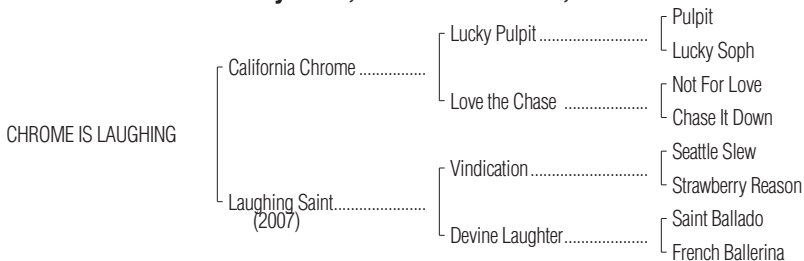 Pulpit
Lucky Pulpit ....................
Lucky Soph
California Chrome ................
Not For Love
Love the Chase .....................
Chase It Down
CHROME IS LAUGHING
Seattle Slew
Vindication.............................
Strawberry Reason
Laughing Saint......................
(2007)
Saint Ballado
Devine Laughter.....................
French Ballerina